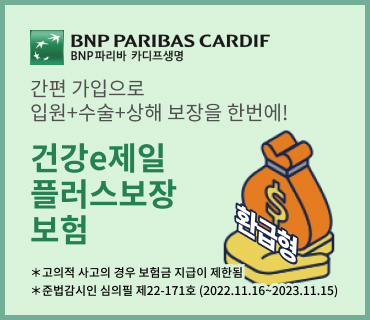 BNP PARIBAS CARDIF
BNP파리바 카디프생명
간편 가입으로
입원+수술+상해 보장을 한번에!
건강e제일
플러스보장
보험
$
환급형
*고의적 사고의 경우 보험금 지급이 제한됨
*준법감시인 심의필 제22-171호 (2022.11.16~2023.11.15)